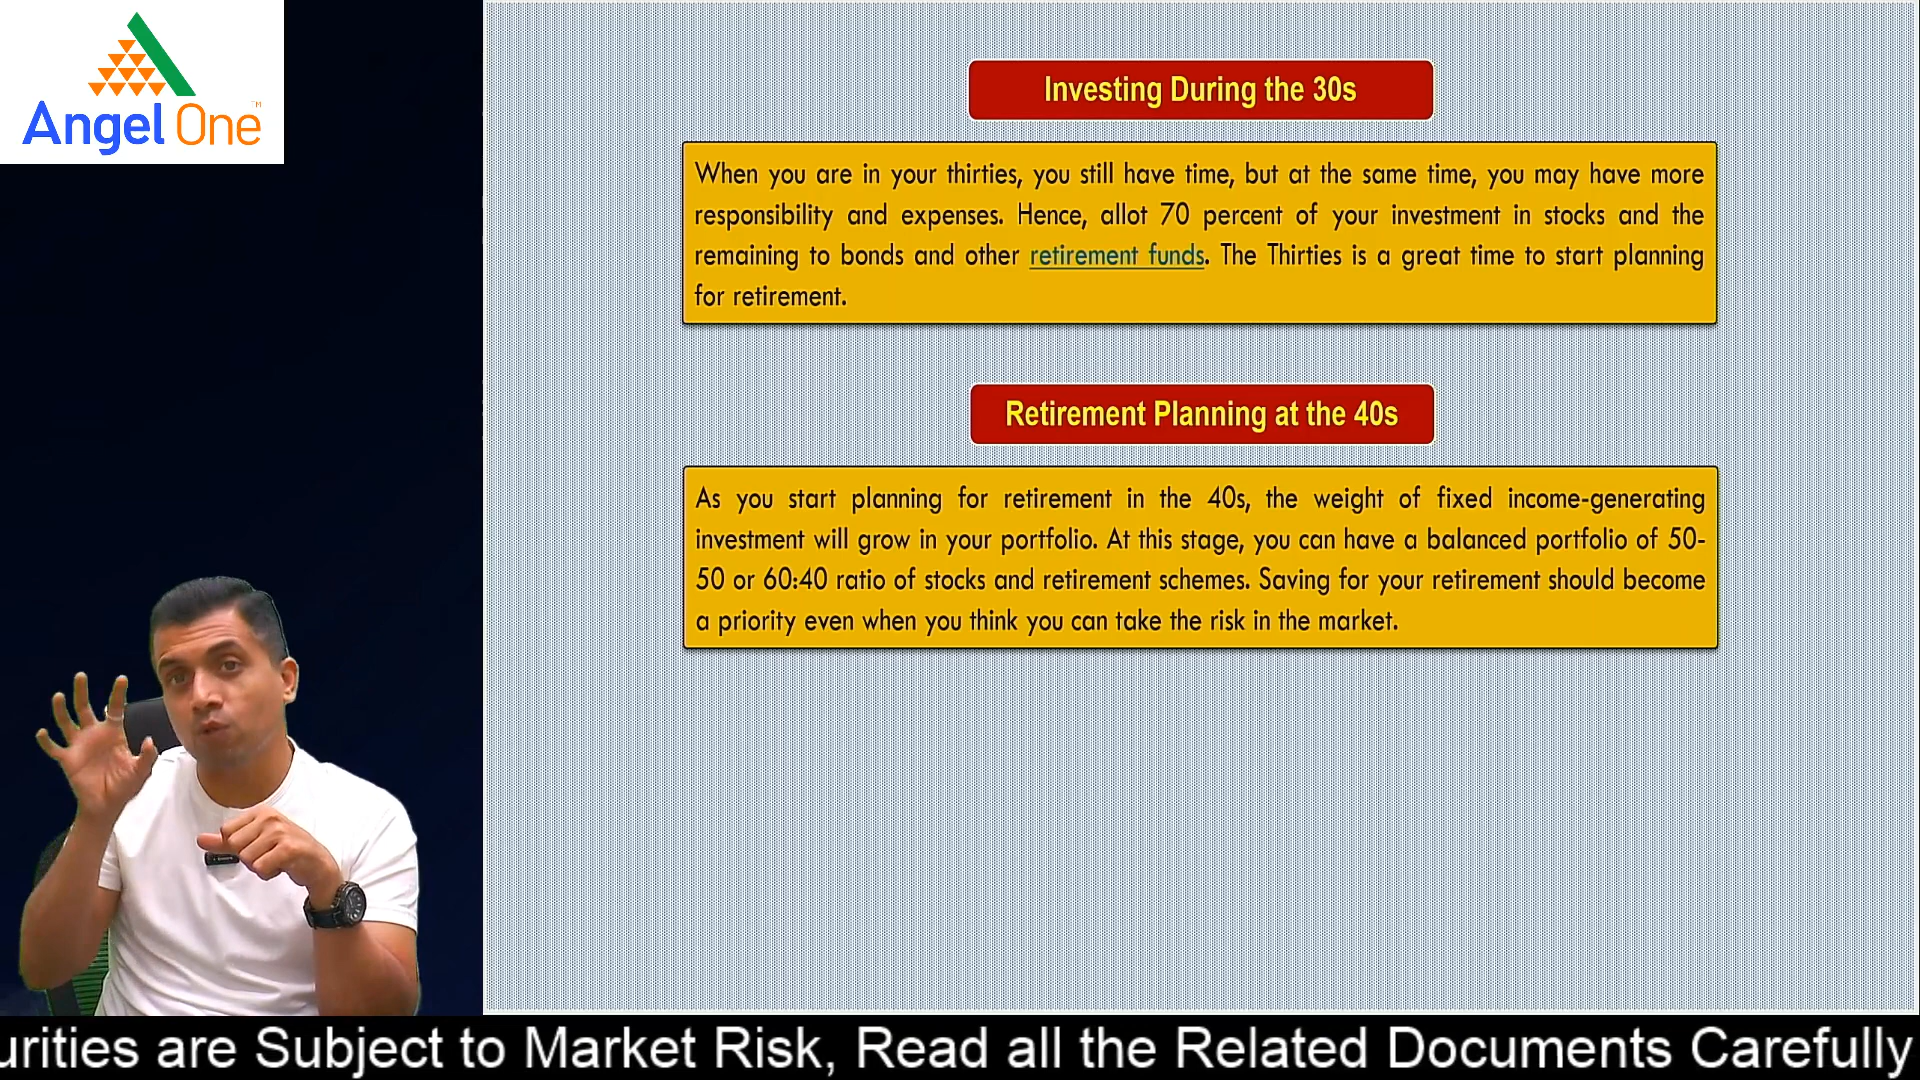 Angel One
TM
Investing During the 30s
When you are in your thirties, you still have time, but at the same time, you may have more
responsibility and expenses. Hence, allot 70 percent of your investment in stocks and the
remaining to bonds and other retirement funds. The Thirties is a great time to start planning
for retirement.
Retirement Planning at the 40s
As you start planning for retirement in the 40s, the weight of fixed income-generating
investment will grow in your portfolio. At this stage, you can have a balanced portfolio of 50-
50 or 60:40 ratio of stocks and retirement schemes. Saving for your retirement should become
a priority even when you think you can take the risk in the market.
urities are Subject to Market Risk, Read all the Related Documents Carefully